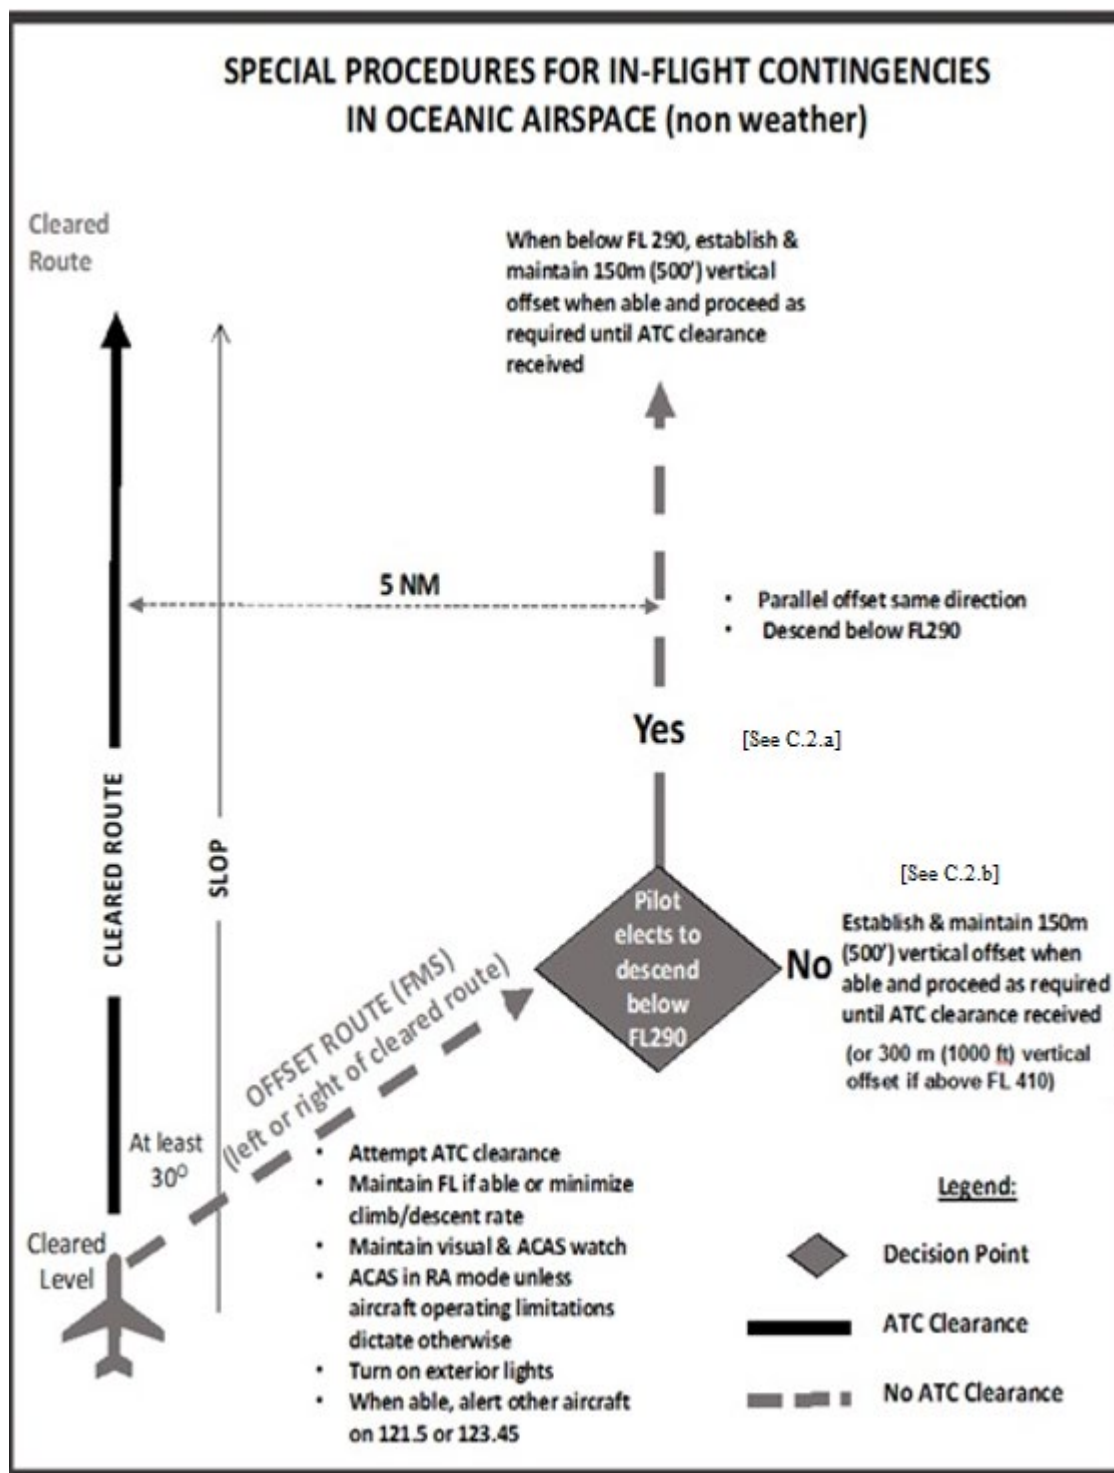 SPECIAL PROCEDURES FOR IN-FLIGHT CONTINGENCIES
IN OCEANIC AIRSPACE (non weather)
Cleared
Route
When below FL 290, establish &
maintain 150m (500') vertical
offset when able and proceed as
required until ATC clearance
received
5 NM
• Parallel offset same direction
• Descend below FL290
Yes
[See C.2.a]
CLEARED ROUTE
SLOP
[See C.2.b]
Pilot
elects to
descend
below
FL290
No
Establish & maintain 150m
(500') vertical offset when
able and proceed as required
until ATC clearance received
(or 300 m (1000 ft) vertical
offset if above FL 410)
OFFSET ROUTE (FMS)
(left or right of cleared route)
At least
30⁰
• Attempt ATC clearance
• Maintain FL if able or minimize
climb/descent rate
• Maintain visual & ACAS watch
• ACAS in RA mode unless
aircraft operating limitations
dictate otherwise
• Turn on exterior lights
• When able, alert other aircraft
on 121.5 or 123.45
Cleared
Level
Legend:
Decision Point
ATC Clearance
No ATC Clearance